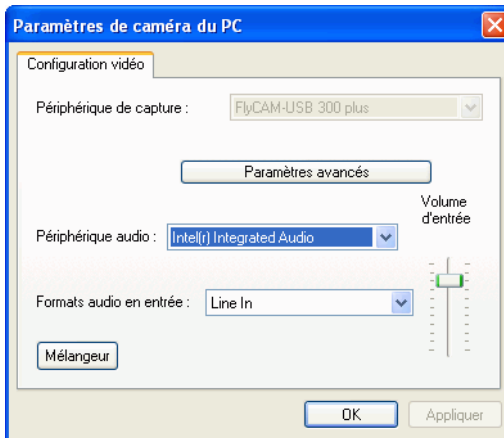 Paramètres de caméra du PC
Configuration vidéo
Périphérique de capture : FlyCAM-USB 300 plus
Paramètres avancés
Volume
d'entrée
Périphérique audio : Intel(r) Integrated Audio
Formats audio en entrée : Line In
Mélangeur
OK Appliquer